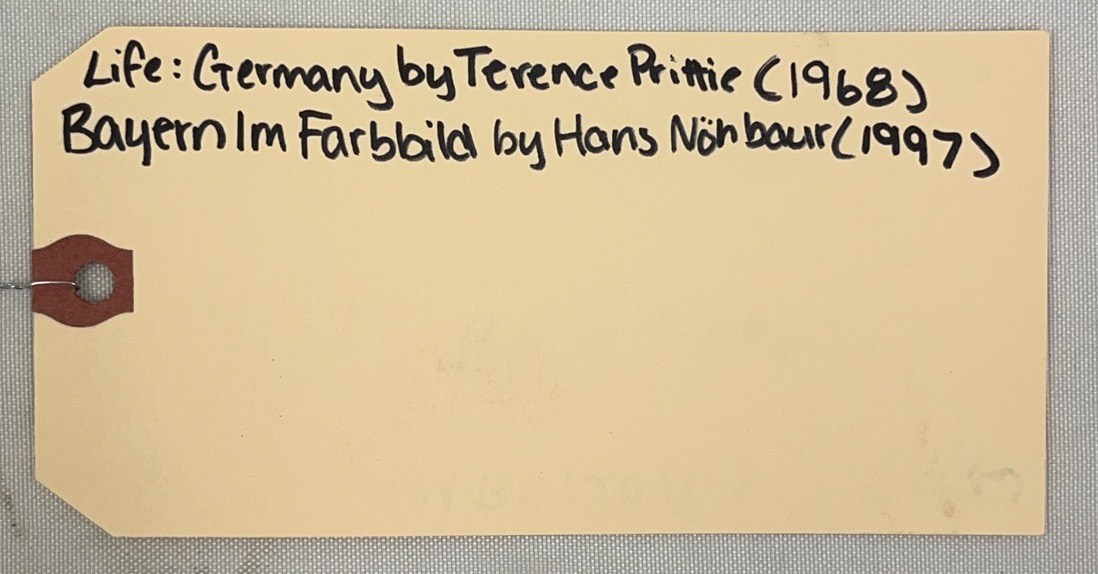 Life: Germany by Terence Prittie (1968)
Bayern Im Farbbild by Hans Nöhbaur (1997)